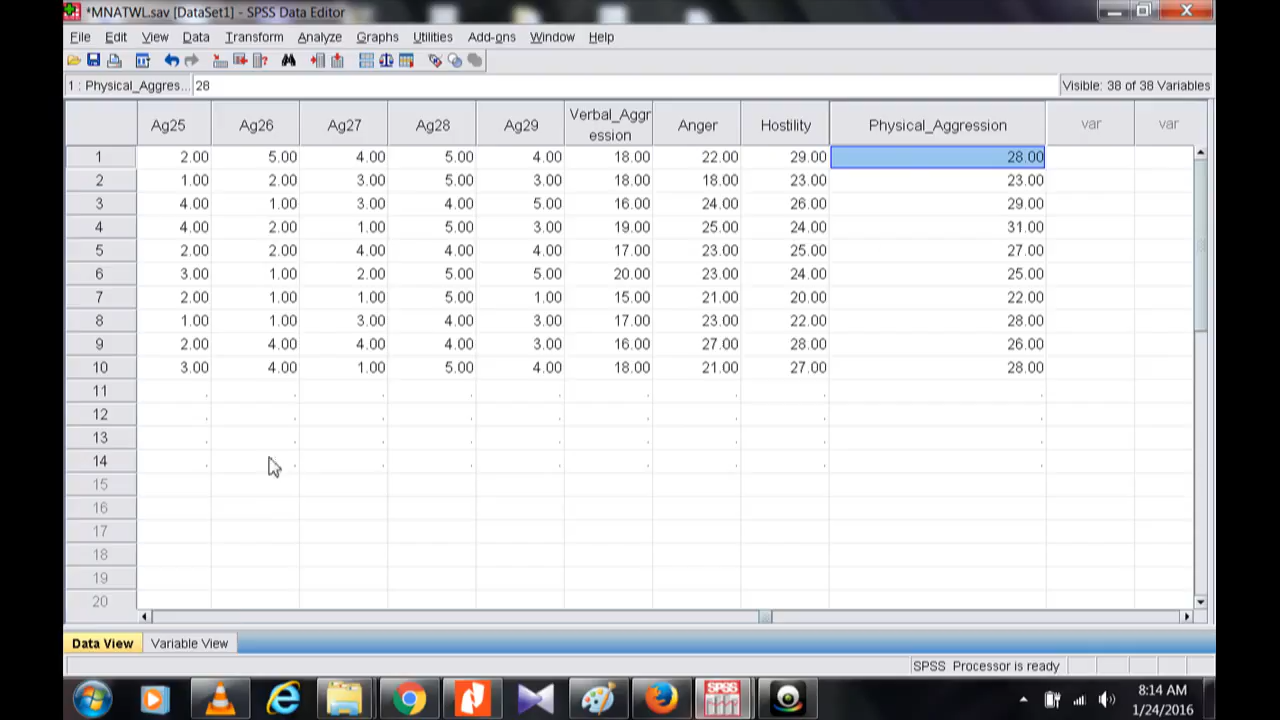 *MNATWL.sav [DataSet1] - SPSS Data Editor
File Edit View Data Transform Analyze Graphs Utilities Add-ons Window Help
1 : Physical_Aggres... 28 Visible: 38 of 38 Variables
Ag25 Ag26 Ag27 Ag28 Ag29 Verbal_Aggr Anger Hostility Physical_Aggression var var
ession
1 2.00 5.00 4.00 5.00 4.00 18.00 22.00 29.00 28.00
2 1.00 2.00 3.00 5.00 3.00 18.00 18.00 23.00 23.00
3 4.00 1.00 3.00 4.00 5.00 16.00 24.00 26.00 29.00
4 4.00 2.00 1.00 5.00 3.00 19.00 25.00 24.00 31.00
5 2.00 2.00 4.00 4.00 4.00 17.00 23.00 25.00 27.00
6 3.00 1.00 2.00 5.00 5.00 20.00 23.00 24.00 25.00
7 2.00 1.00 1.00 5.00 1.00 15.00 21.00 20.00 22.00
8 1.00 1.00 3.00 4.00 3.00 17.00 23.00 22.00 28.00
9 2.00 4.00 4.00 4.00 3.00 16.00 27.00 28.00 26.00
10 3.00 4.00 1.00 5.00 4.00 18.00 21.00 27.00 28.00
11 . . . . . . . . .
12 . . . . . . . . .
13 . . . . . . . . .
14 . . . . . . . . .
15
16
17
18
19
20
Data View Variable View
SPSS Processor is ready
SPSS
8:14 AM
1/24/2016